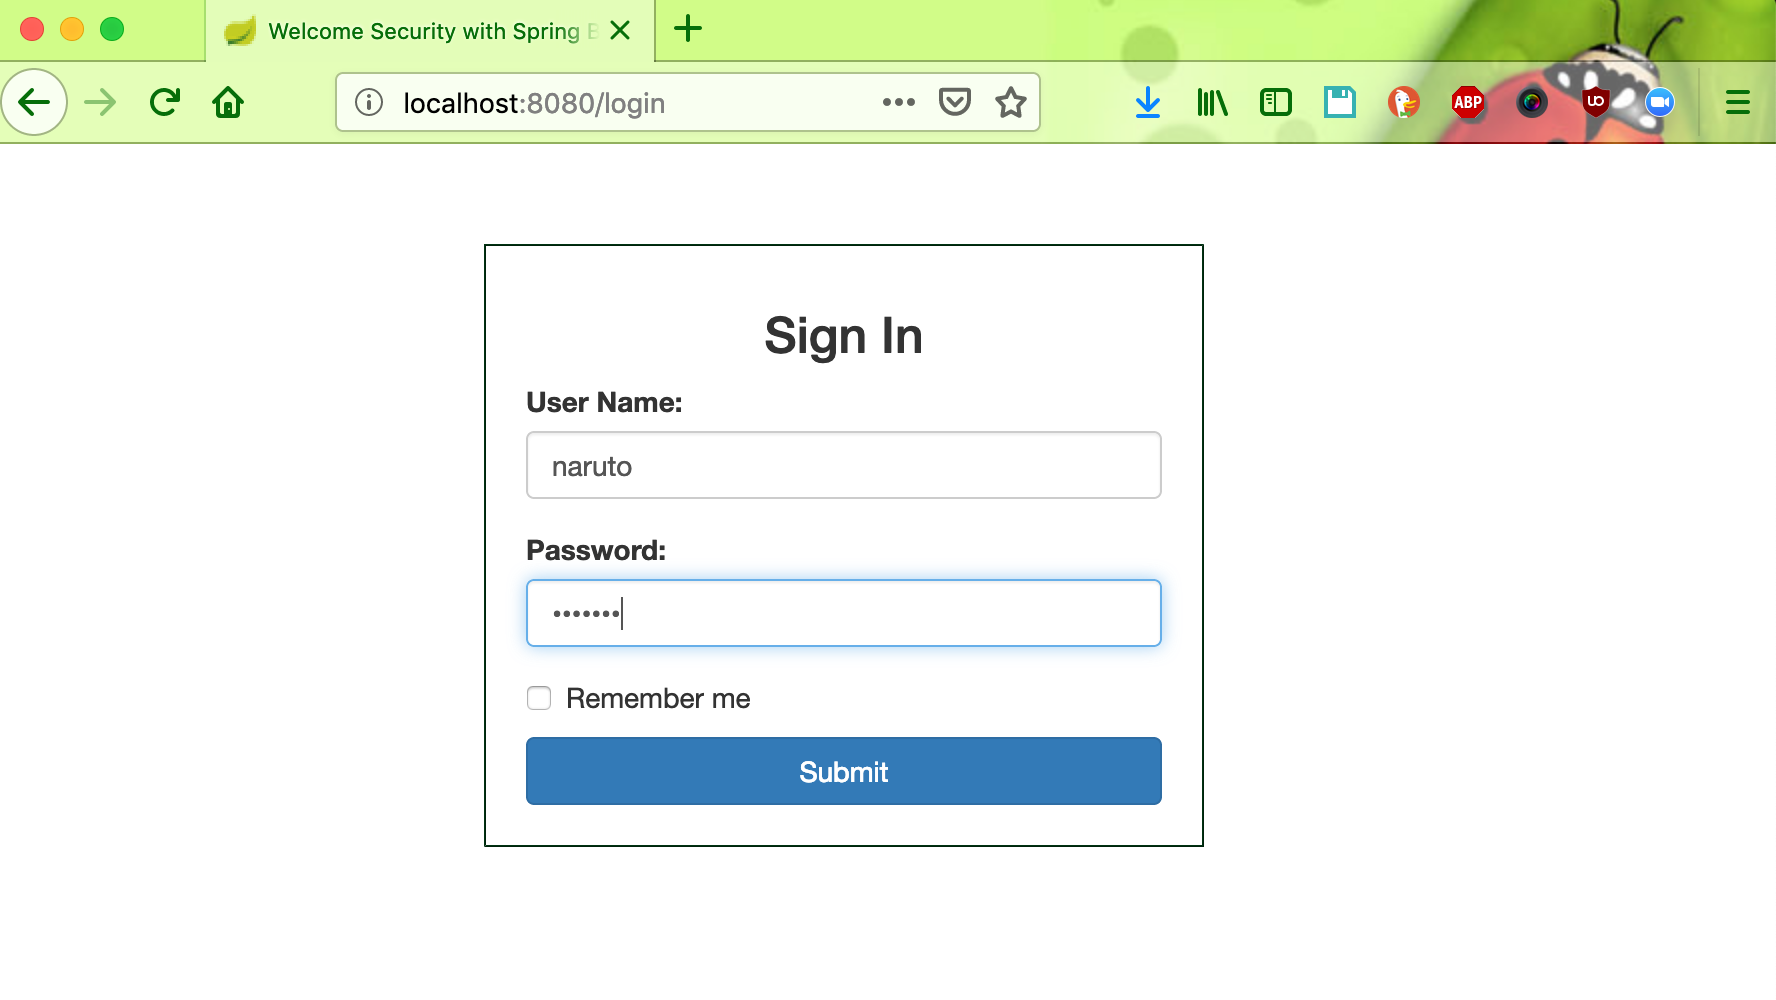 Welcome Security with Spring B
localhost:8080/login
ABP
UO
Sign In
User Name:
naruto
Password:
•••••••
Remember me
Submit